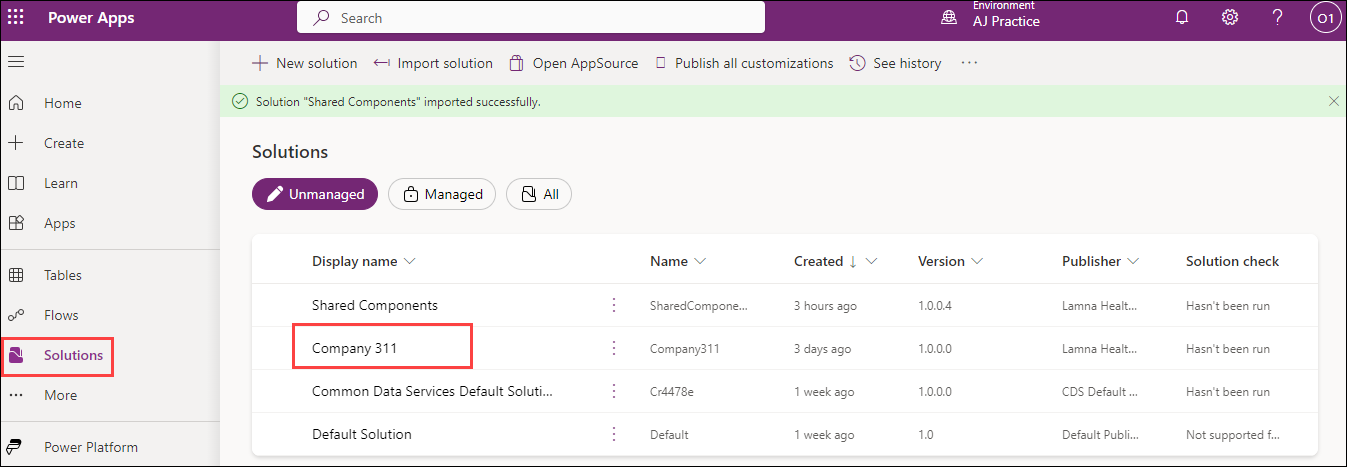 Power Apps
Search
Environment
AJ Practice
O1
New solution
Import solution
Open AppSource
Publish all customizations
See history
Solution "Shared Components" imported successfully.
Home
Create
Learn
Apps
Tables
Flows
Solutions
More
Power Platform
Solutions
Unmanaged
Managed
All
Display name Name Created Version Publisher Solution check
Shared Components SharedCompone... 3 hours ago 1.0.0.4 Lamna Healt... Hasn't been run
Company 311 Company311 3 days ago 1.0.0.0 Lamna Healt... Hasn't been run
Common Data Services Default Soluti... Cr4478e 1 week ago 1.0.0.0 CDS Default ... Hasn't been run
Default Solution Default 1 week ago 1.0 Default Publi... Not supported f...